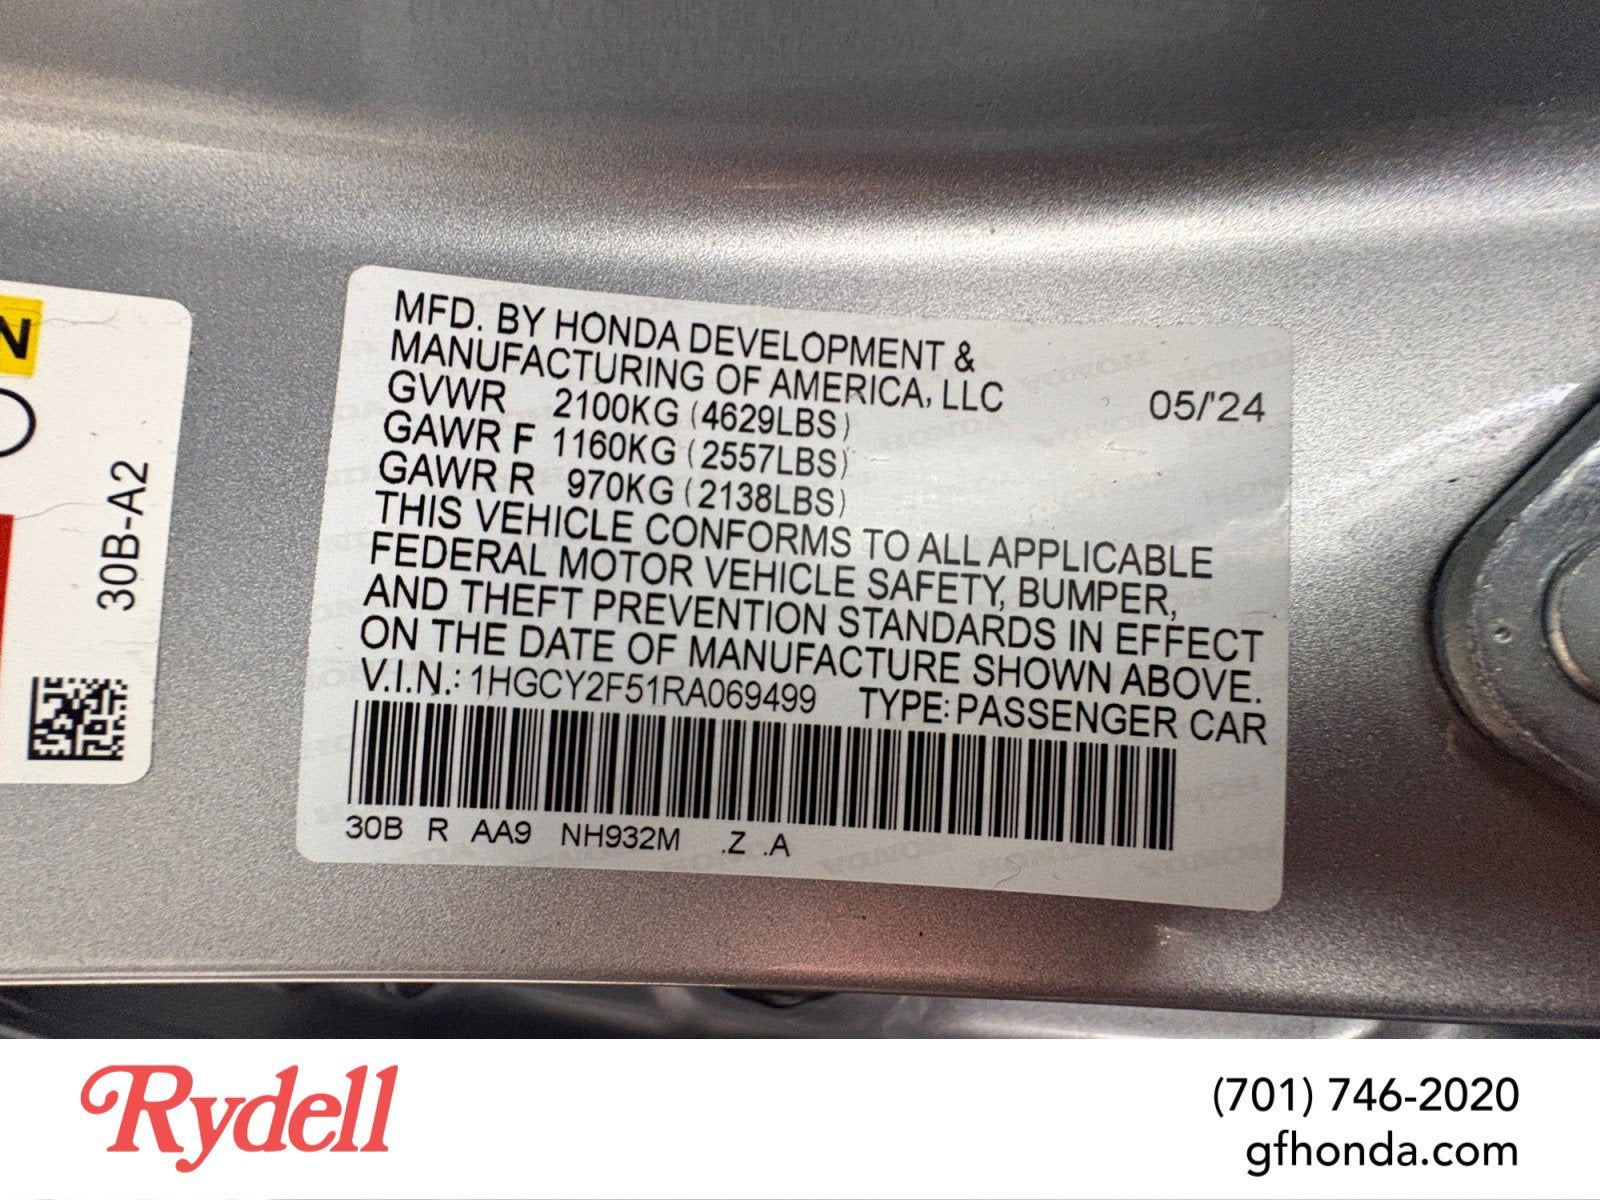 N
30B-A2
MFD. BY HONDA DEVELOPMENT &
MANUFACTURING OF AMERICA, LLC
GVWR 2100KG (4629LBS) 05/'24
GAWR F 1160KG (2557LBS)
GAWR R 970KG (2138LBS)
THIS VEHICLE CONFORMS TO ALL APPLICABLE
FEDERAL MOTOR VEHICLE SAFETY, BUMPER,
AND THEFT PREVENTION STANDARDS IN EFFECT
ON THE DATE OF MANUFACTURE SHOWN ABOVE.
V.I.N.: 1HGCY2F51RA069499 TYPE: PASSENGER CAR
30B R AA9 NH932M .Z .A
Rydell
(701) 746-2020
gfhonda.com